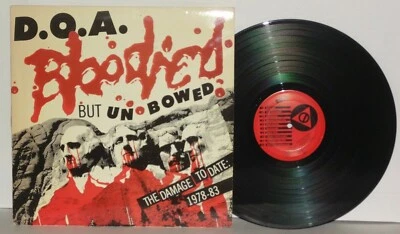 D.O.A.
Bloodied
BUT UNBOWED
THE DAMAGE TO DATE:
1978-83